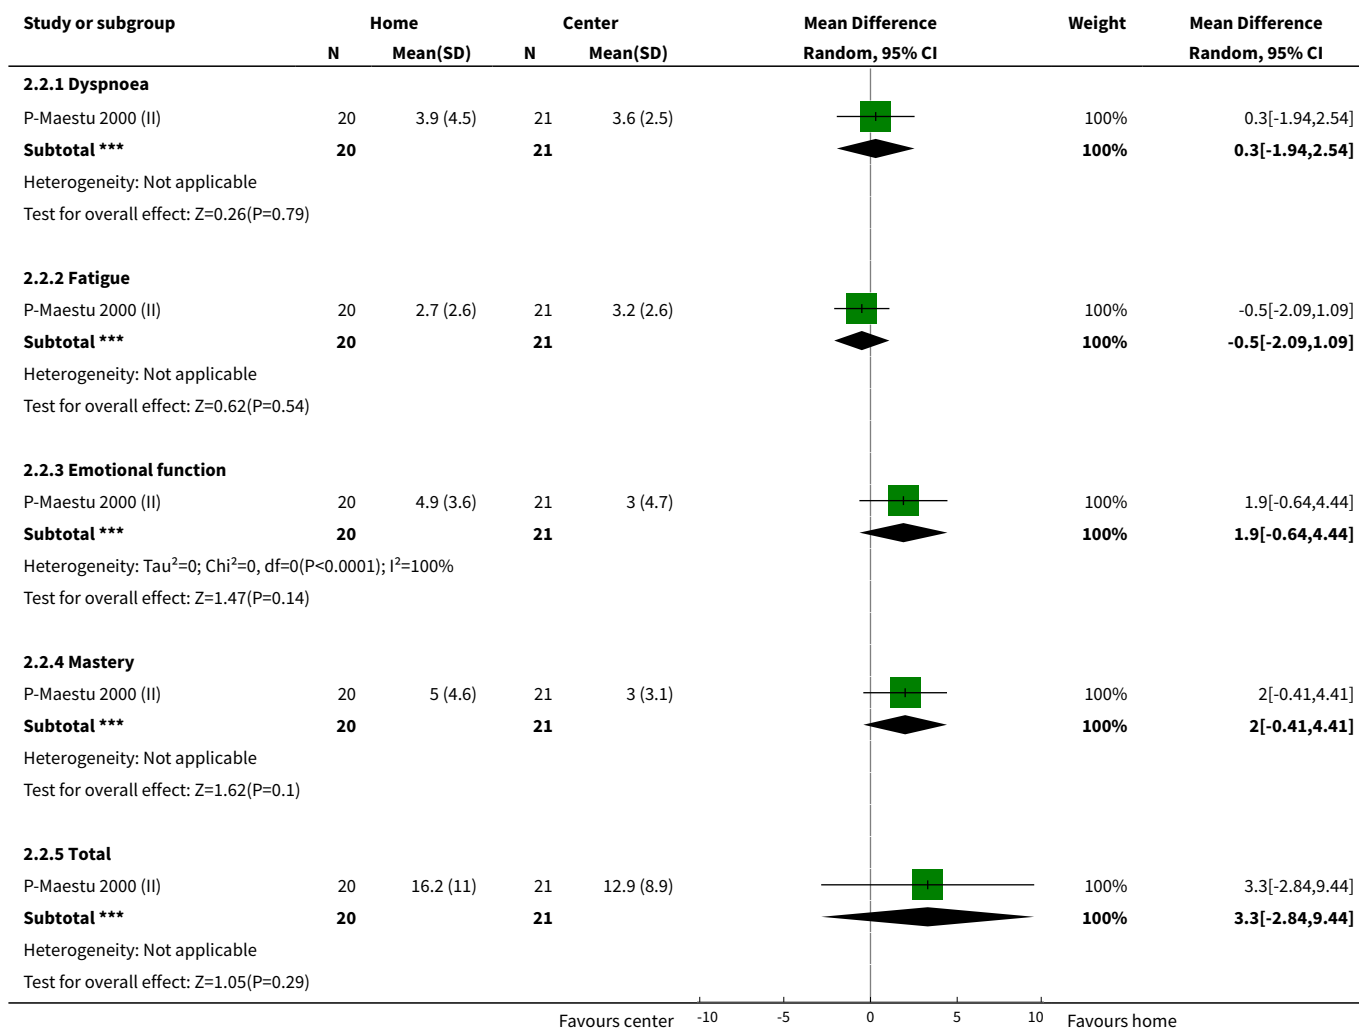 Study or subgroup Home Center Mean Difference Weight Mean Difference
N Mean(SD) N Mean(SD) Random, 95% CI Random, 95% CI
2.2.1 Dyspnoea
P-Maestu 2000 (II) 20 3.9 (4.5) 21 3.6 (2.5) 100% 0.3[-1.94,2.54]
Subtotal *** 20 21 100% 0.3[-1.94,2.54]
Heterogeneity: Not applicable
Test for overall effect: Z=0.26(P=0.79)
2.2.2 Fatigue
P-Maestu 2000 (II) 20 2.7 (2.6) 21 3.2 (2.6) 100% -0.5[-2.09,1.09]
Subtotal *** 20 21 100% -0.5[-2.09,1.09]
Heterogeneity: Not applicable
Test for overall effect: Z=0.62(P=0.54)
2.2.3 Emotional function
P-Maestu 2000 (II) 20 4.9 (3.6) 21 3 (4.7) 100% 1.9[-0.64,4.44]
Subtotal *** 20 21 100% 1.9[-0.64,4.44]
Heterogeneity: Tau²=0; Chi²=0, df=0(P<0.0001); I²=100%
Test for overall effect: Z=1.47(P=0.14)
2.2.4 Mastery
P-Maestu 2000 (II) 20 5 (4.6) 21 3 (3.1) 100% 2[-0.41,4.41]
Subtotal *** 20 21 100% 2[-0.41,4.41]
Heterogeneity: Not applicable
Test for overall effect: Z=1.62(P=0.1)
2.2.5 Total
P-Maestu 2000 (II) 20 16.2 (11) 21 12.9 (8.9) 100% 3.3[-2.84,9.44]
Subtotal *** 20 21 100% 3.3[-2.84,9.44]
Heterogeneity: Not applicable
Test for overall effect: Z=1.05(P=0.29)
Favours center -10 -5 0 5 10 Favours home